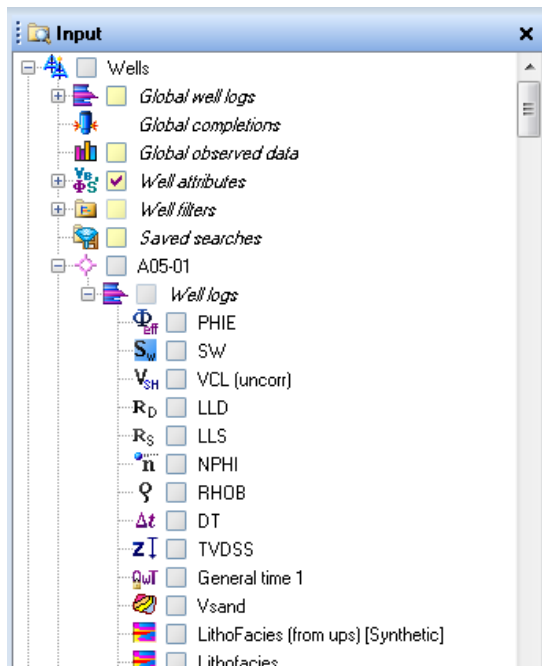 Input
Wells
Global well logs
Global completions
Global observed data
Well attributes
Well filters
Saved searches
A05-01
Well logs
PHIE
SW
VCL (uncorr)
LLD
LLS
NPHI
RHOB
DT
TVDSS
General time 1
Vsand
LithoFacies (from ups) [Synthetic]
Lithofacies